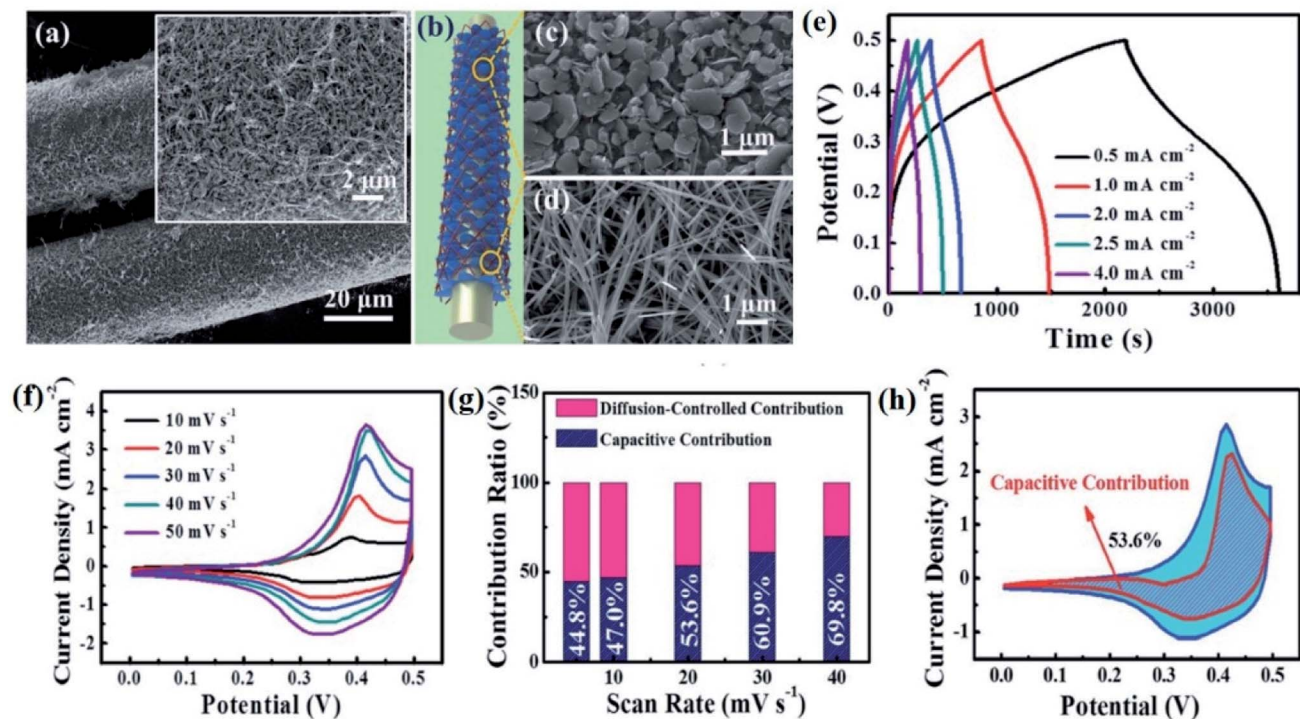 (a)
2 μm
20 μm
(b)
(c)
1 μm
(d)
1 μm
(e)
Potential (V)
0.5
0.4
0.3
0.2
0.1
0.0
0.5 mA cm⁻²
1.0 mA cm⁻²
2.0 mA cm⁻²
2.5 mA cm⁻²
4.0 mA cm⁻²
0 1000 2000 3000
Time (s)
(f)
Current Density (mA cm⁻²)
4
3
2
1
0
-1
-2
10 mV s⁻¹
20 mV s⁻¹
30 mV s⁻¹
40 mV s⁻¹
50 mV s⁻¹
0.0 0.1 0.2 0.3 0.4 0.5
Potential (V)
(g)
Contribution Ratio (%)
150
100
50
0
Diffusion-Controlled Contribution
Capacitive Contribution
44.8%
47.0%
53.6%
60.9%
69.8%
10 20 30 40
Scan Rate (mV s⁻¹)
(h)
Current Density (mA cm⁻²)
3
2
1
0
-1
Capacitive Contribution
53.6%
0.0 0.1 0.2 0.3 0.4 0.5
Potential (V)